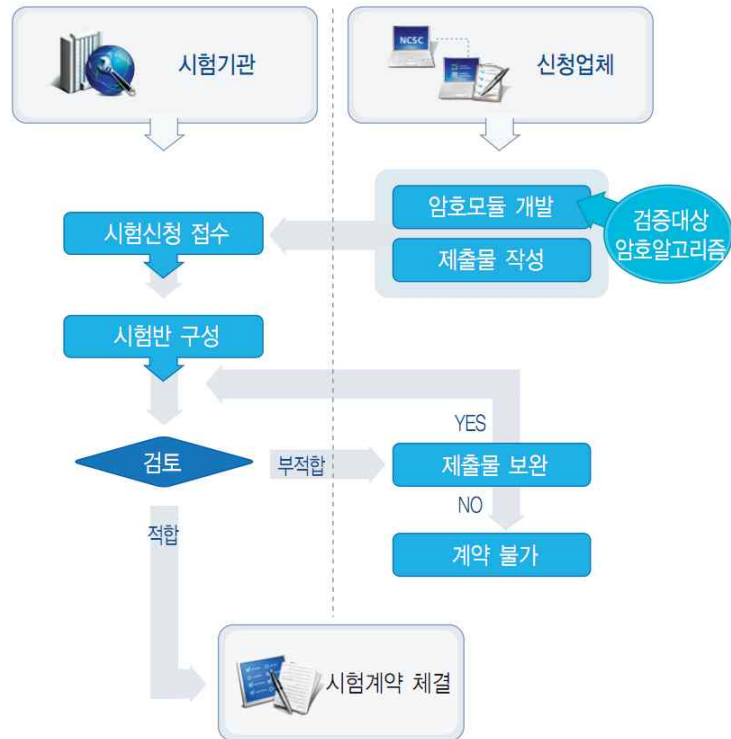 시험기관
NCSC
신청업체
암호모듈 개발
검증대상
암호알고리즘
시험신청 접수
제출물 작성
시험반 구성
YES
검토
부적합
제출물 보완
NO
적합
계약 불가
시험계약 체결